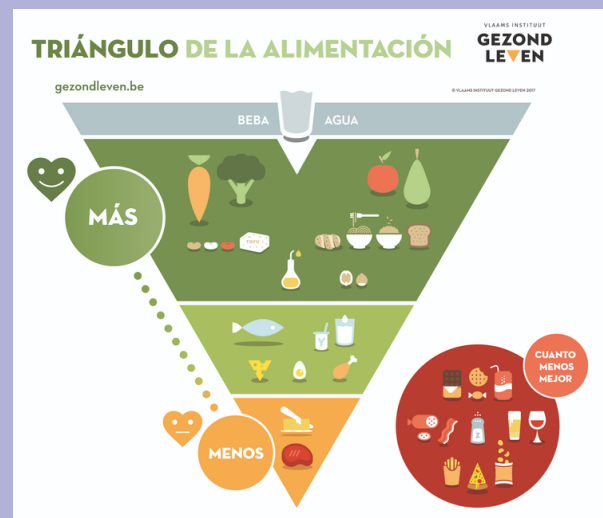 TRIÁNGULO DE LA ALIMENTACIÓN
VLAAMS INSTITUUT
GEZOND
LEVEN
gezondleven.be
© VLAAMS INSTITUUT GEZOND LEVEN 2017
BEBA AGUA
MÁS
TOFU
CUANTO
MENOS
MEJOR
MENOS